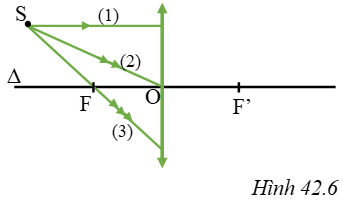 S
(1)
(2)
Δ
F
O
F’
(3)
Hình 42.6